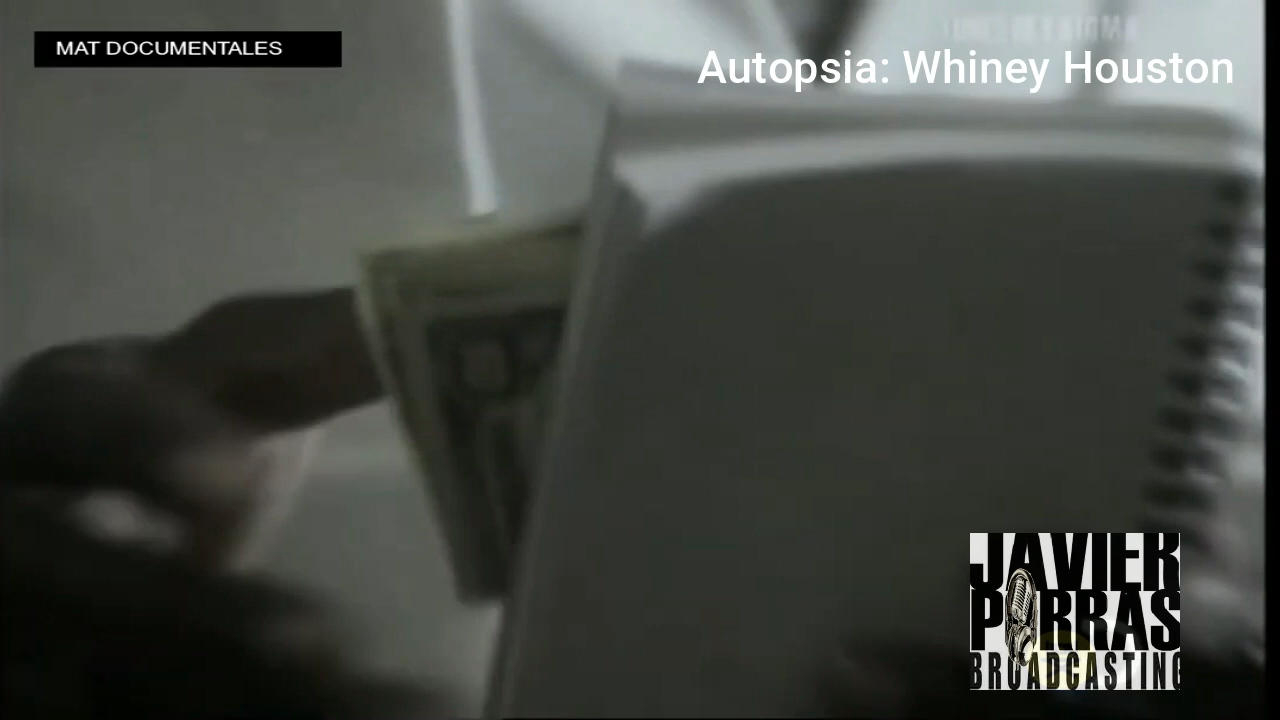 MAT DOCUMENTALES
Autopsia: Whiney Houston
JAVIER
PORRAS
BROADCASTING